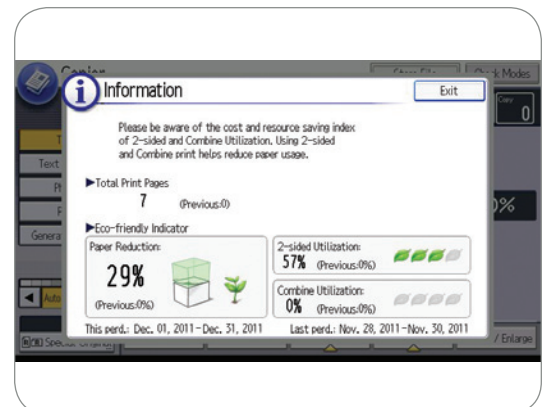 Copier
Check Modes
Information
Exit
Copy
0
Please be aware of the cost and resource saving index
of 2-sided and Combine Utilization. Using 2-sided
and Combine print helps reduce paper usage.
Text
▶Total Print Pages
7 (Previous:0)
▶Eco-friendly Indicator
Paper Reduction:
29%
(Previous:0%)
2-sided Utilization:
57% (Previous:0%)
Combine Utilization:
0% (Previous:0%)
Genera
Auto
This perd.: Dec. 01, 2011-Dec. 31, 2011
Last perd.: Nov. 28, 2011-Nov. 30, 2011
/ Enlarge